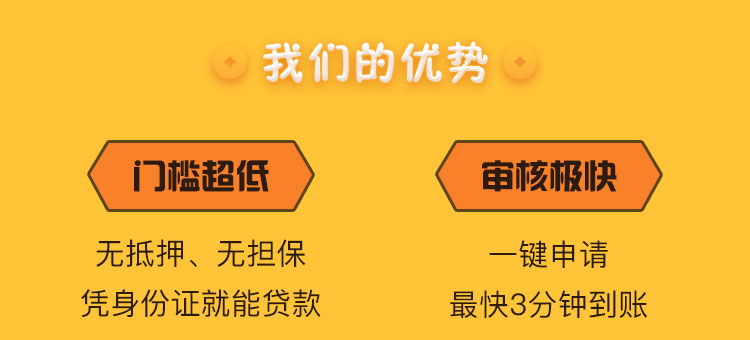 我们的优势
门槛超低
无抵押、无担保
凭身份证就能贷款
审核极快
一键申请
最快3分钟到账